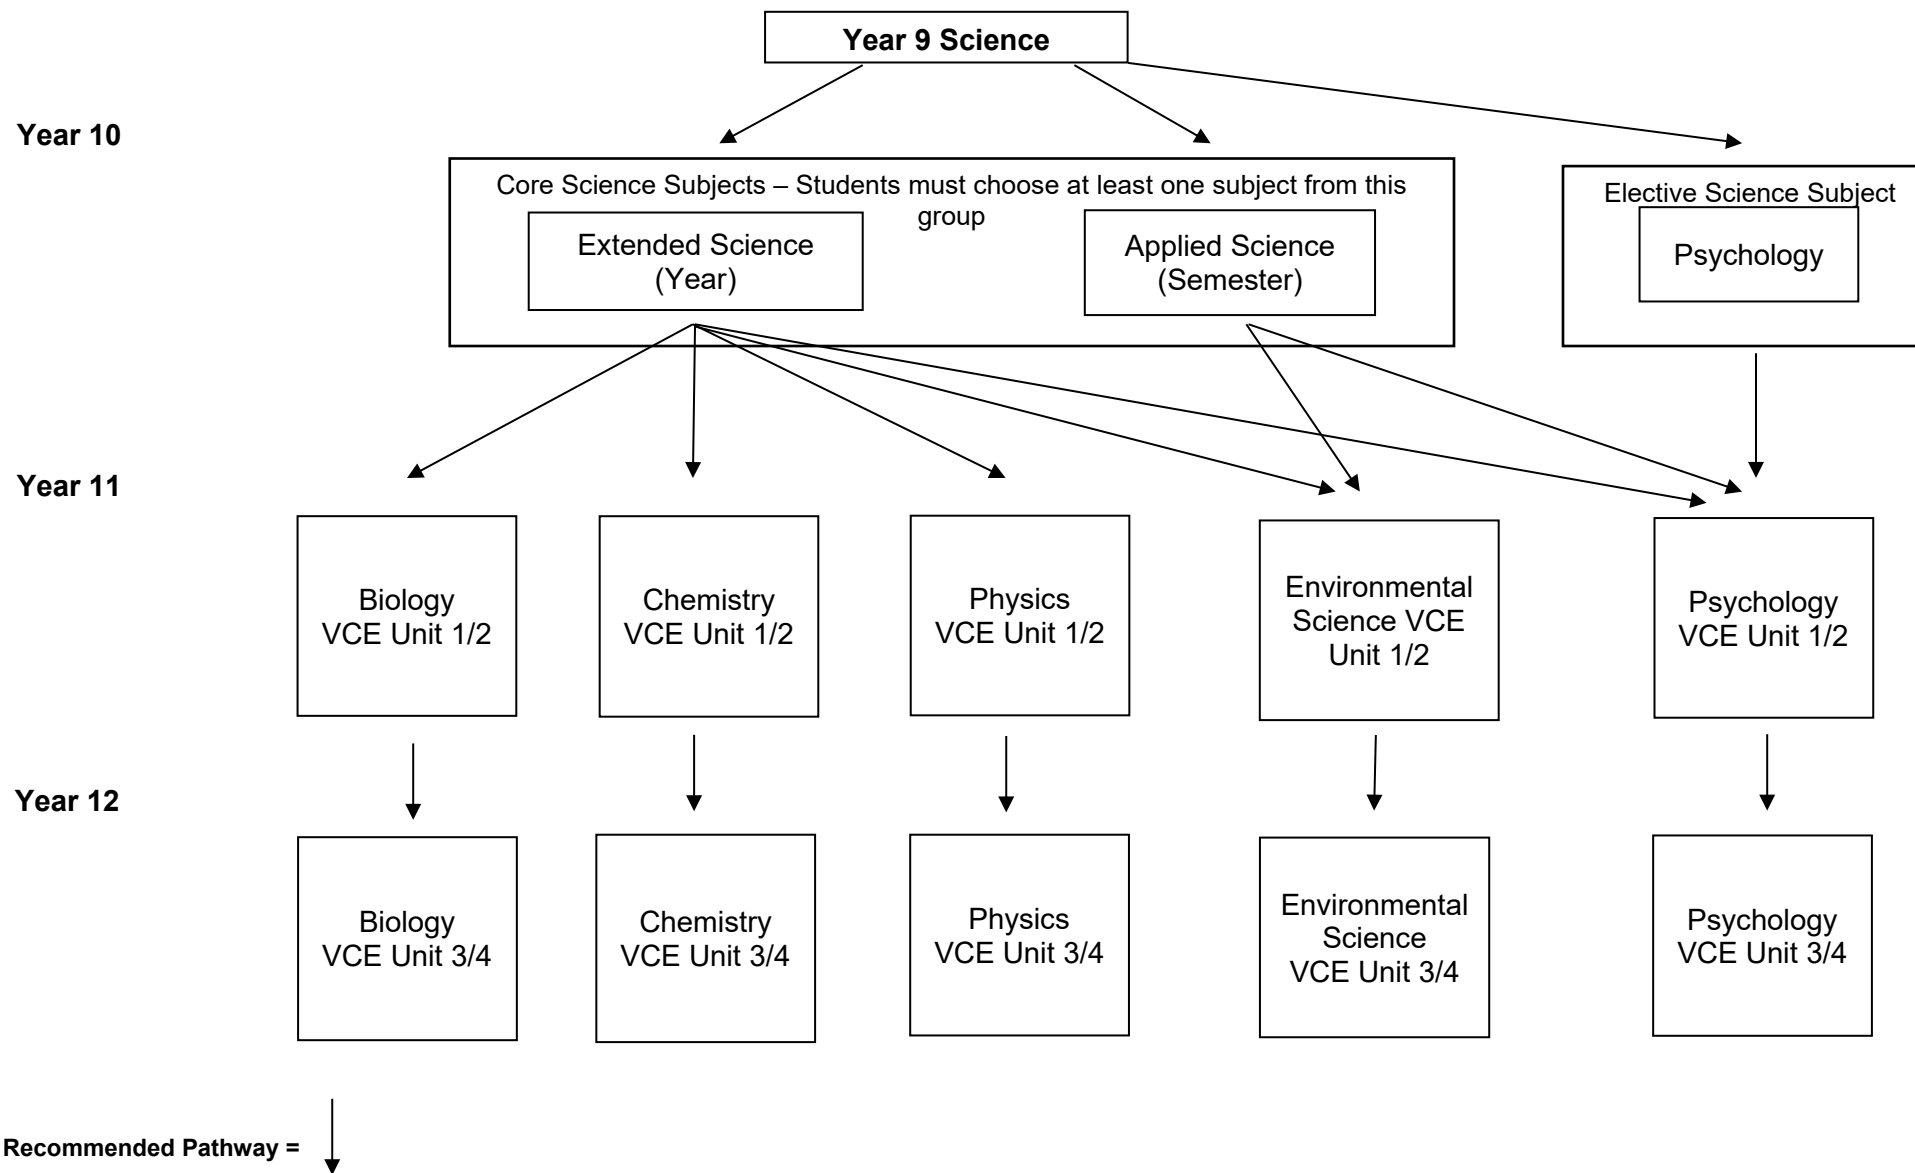 Year 9 Science
Year 10
Core Science Subjects – Students must choose at least one subject from this
group
Extended Science
(Year)
Applied Science
(Semester)
Elective Science Subject
Psychology
Year 11
Biology
VCE Unit 1/2
Chemistry
VCE Unit 1/2
Physics
VCE Unit 1/2
Environmental
Science VCE
Unit 1/2
Psychology
VCE Unit 1/2
Year 12
Biology
VCE Unit 3/4
Chemistry
VCE Unit 3/4
Physics
VCE Unit 3/4
Environmental
Science
VCE Unit 3/4
Psychology
VCE Unit 3/4
Recommended Pathway =